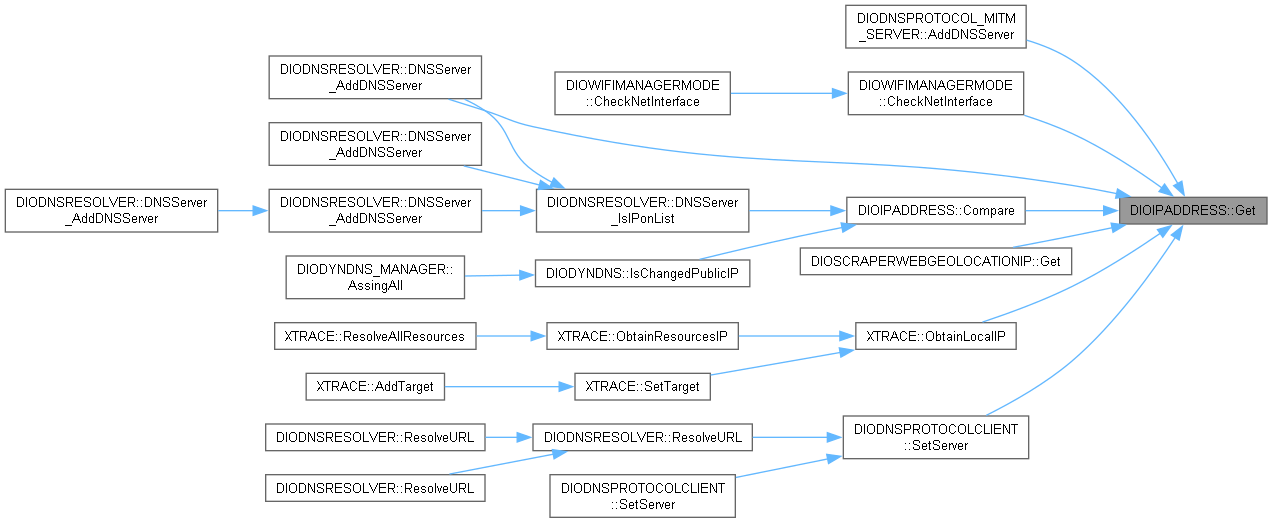 DIODNSPROTOCOL_MITM
_SERVER::AddDNSServer
DIODNSRESOLVER::DNSServer
_AddDNSServer
DIOWIFIMANAGERMODE
::CheckNetInterface
DIOWIFIMANAGERMODE
::CheckNetInterface
DIODNSRESOLVER::DNSServer
_AddDNSServer
DIODNSRESOLVER::DNSServer
_AddDNSServer
DIODNSRESOLVER::DNSServer
_AddDNSServer
DIODNSRESOLVER::DNSServer
_IsIPonList
DIOIPADDRESS::Compare
DIOIPADDRESS::Get
DIODYNDNS_MANAGER::
AssingAll
DIODYNDNS::IsChangedPublicIP
DIOSCRAPERWEBGEOLOCATIONIP::Get
XTRACE::ResolveAllResources
XTRACE::ObtainResourcesIP
XTRACE::ObtainLocalIP
XTRACE::AddTarget
XTRACE::SetTarget
DIODNSRESOLVER::ResolveURL
DIODNSRESOLVER::ResolveURL
DIODNSPROTOCOLCLIENT
::SetServer
DIODNSRESOLVER::ResolveURL
DIODNSPROTOCOLCLIENT
::SetServer